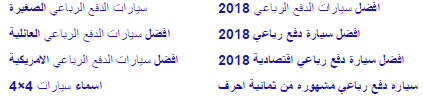 افضل سيارات الدفع الرباعي 2018
سيارات الدفع الرباعي الصغيرة
افضل سيارة دفع رباعي 2018
افضل سيارات الدفع الرباعي العائلية
افضل سيارة دفع رباعي اقتصادية 2018
افضل سيارات الدفع الرباعي الامريكية
سياره دفع رباعي مشهوره من ثمانية احرف
اسماء سيارات 4×4